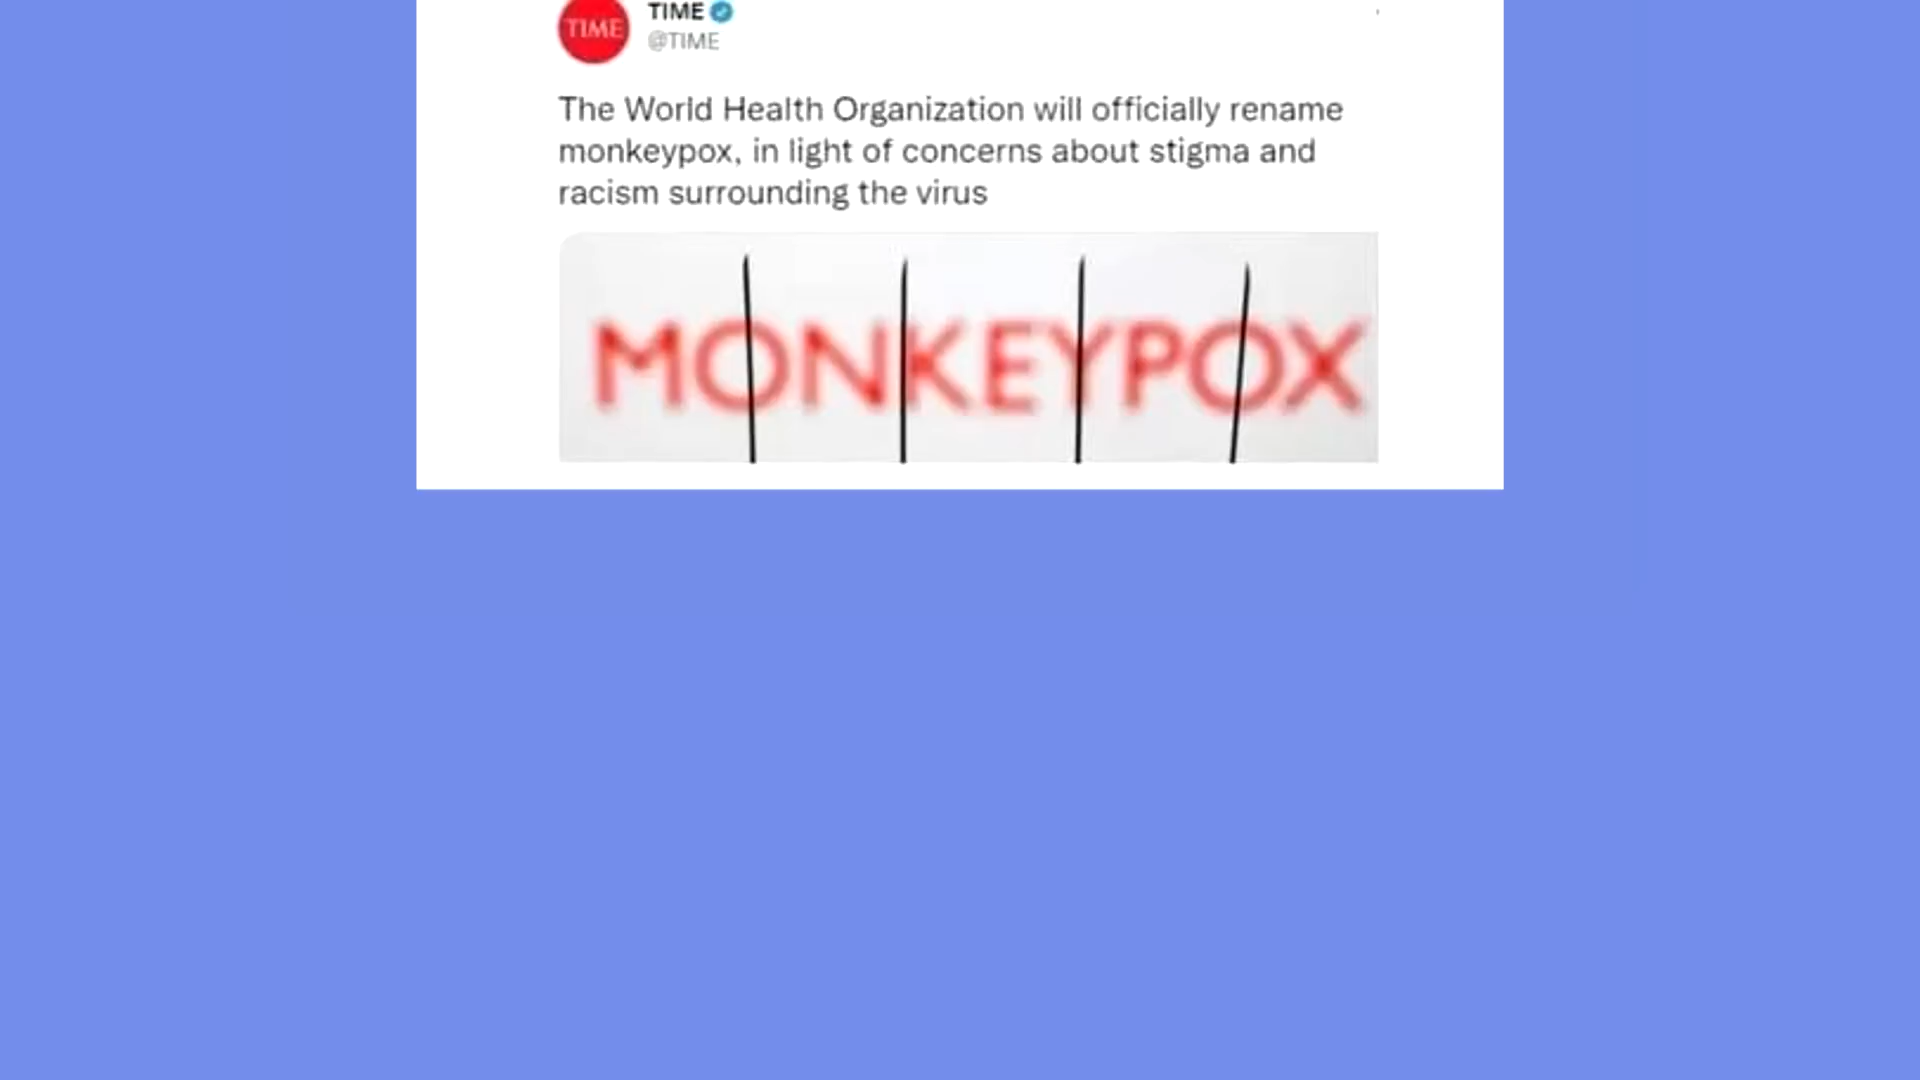 TIME
TIME
@TIME
The World Health Organization will officially rename
monkeypox, in light of concerns about stigma and
racism surrounding the virus
MONKEYPOX